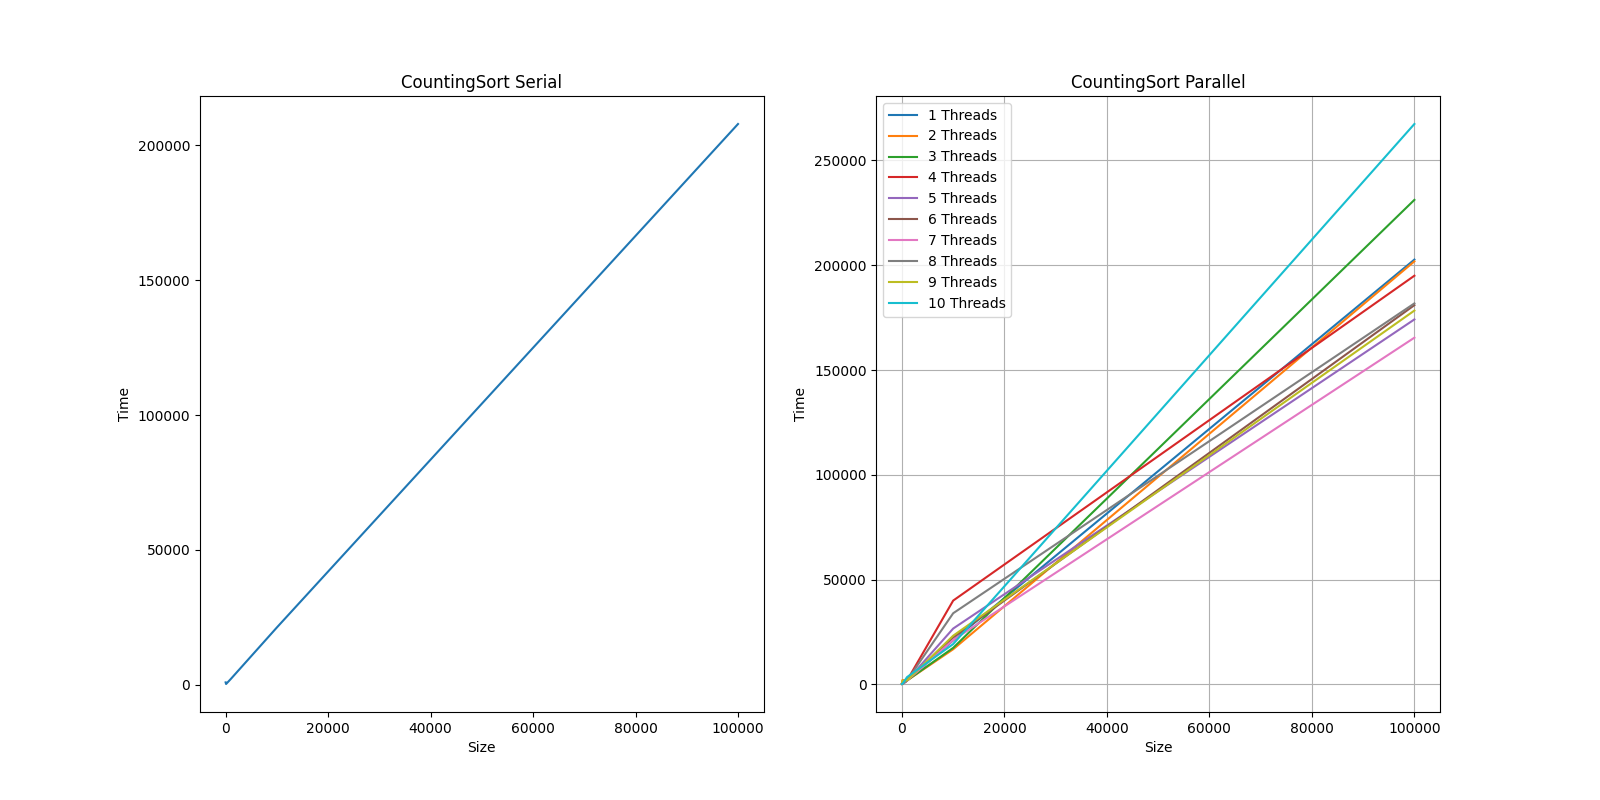 CountingSort Serial
Time
200000
150000
100000
50000
0
0 20000 40000 60000 80000 100000
Size
CountingSort Parallel
1 Threads
2 Threads
3 Threads
4 Threads
5 Threads
6 Threads
7 Threads
8 Threads
9 Threads
10 Threads
Time
250000
200000
150000
100000
50000
0
0 20000 40000 60000 80000 100000
Size